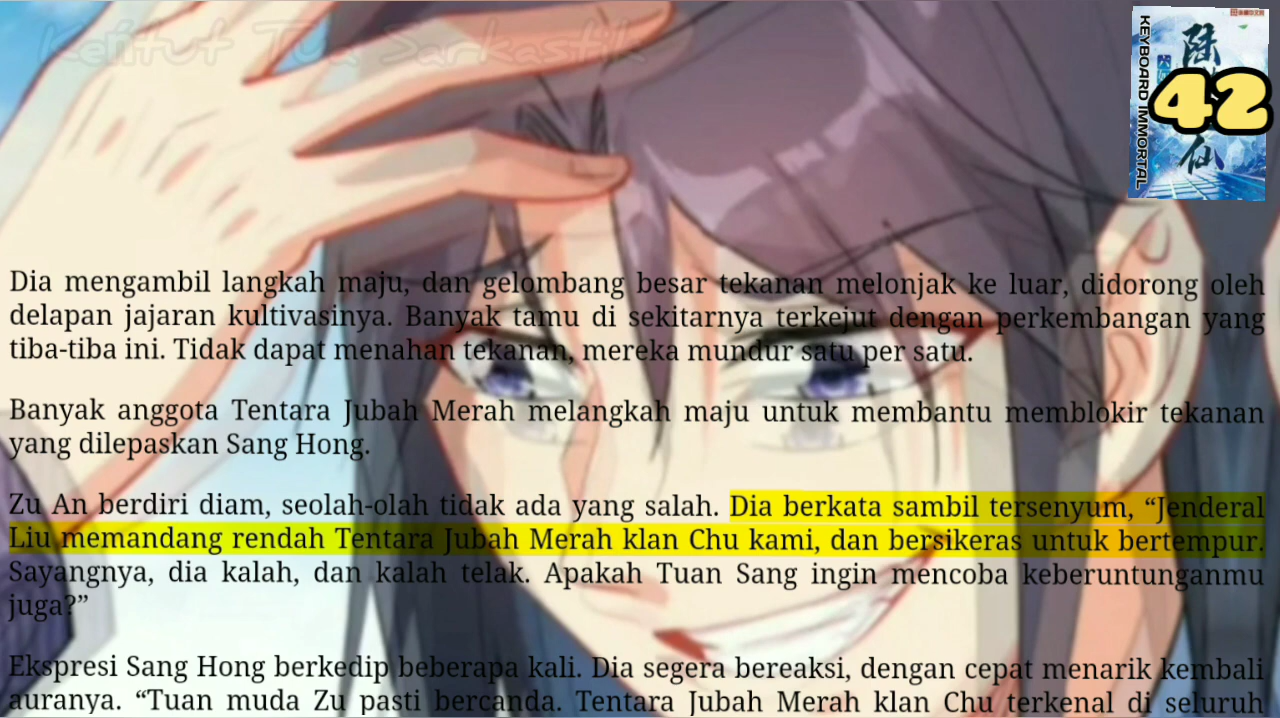 Kentut Tua Sarkastik
KEYBOARD IMMORTAL
42
Dia mengambil langkah maju, dan gelombang besar tekanan melonjak ke luar, didorong oleh
delapan jajaran kultivasinya. Banyak tamu di sekitarnya terkejut dengan perkembangan yang
tiba-tiba ini. Tidak dapat menahan tekanan, mereka mundur satu per satu.
Banyak anggota Tentara Jubah Merah melangkah maju untuk membantu memblokir tekanan
yang dilepaskan Sang Hong.
Zu An berdiri diam, seolah-olah tidak ada yang salah. Dia berkata sambil tersenyum, “Jenderal
Liu memandang rendah Tentara Jubah Merah klan Chu kami, dan bersikeras untuk bertempur.
Sayangnya, dia kalah, dan kalah telak. Apakah Tuan Sang ingin mencoba keberuntunganmu
juga?”
Ekspresi Sang Hong berkedip beberapa kali. Dia segera bereaksi, dengan cepat menarik kembali
auranya. “Tuan muda Zu pasti bercanda. Tentara Jubah Merah klan Chu terkenal di seluruh